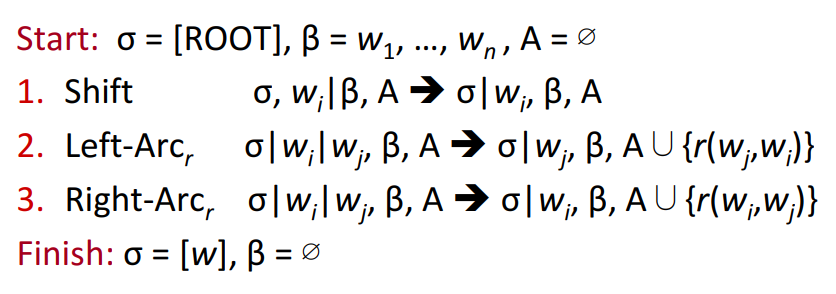 Start: σ = [ROOT], β = w₁, …, wₙ , A = ∅
1. Shift σ, wᵢ|β, A ➔ σ|wᵢ, β, A
2. Left-Arcᵣ σ|wᵢ|wⱼ, β, A ➔ σ|wⱼ, β, A ∪ {r(wⱼ,wᵢ)}
3. Right-Arcᵣ σ|wᵢ|wⱼ, β, A ➔ σ|wᵢ, β, A ∪ {r(wᵢ,wⱼ)}
Finish: σ = [w], β = ∅